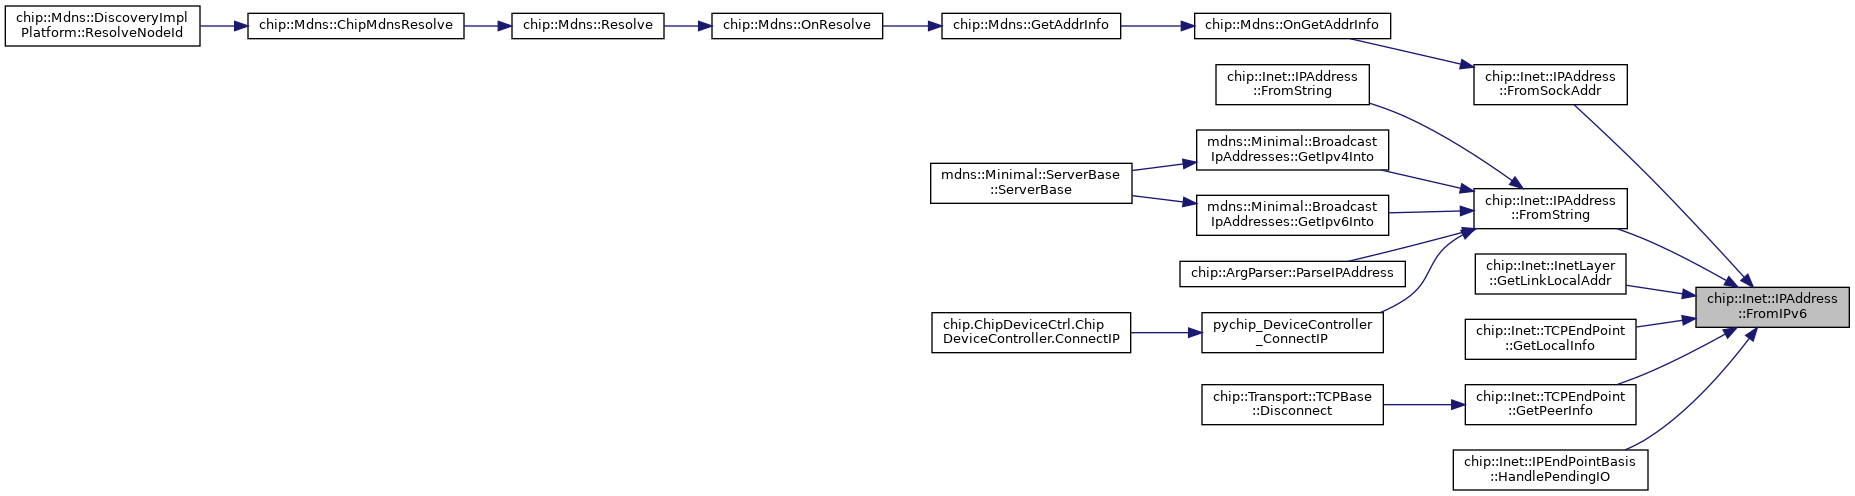 chip::Mdns::DiscoveryImpl
Platform::ResolveNodeId
chip::Mdns::ChipMdnsResolve
chip::Mdns::Resolve
chip::Mdns::OnResolve
chip::Mdns::GetAddrInfo
chip::Mdns::OnGetAddrInfo
chip::Inet::IPAddress
::FromString
chip::Inet::IPAddress
::FromSockAddr
mdns::Minimal::Broadcast
IpAddresses::GetIpv4Into
mdns::Minimal::ServerBase
::ServerBase
mdns::Minimal::Broadcast
IpAddresses::GetIpv6Into
chip::Inet::IPAddress
::FromString
chip::ArgParser::ParseIPAddress
chip::Inet::InetLayer
::GetLinkLocalAddr
chip::Inet::IPAddress
::FromIPv6
chip.ChipDeviceCtrl.Chip
DeviceController.ConnectIP
pychip_DeviceController
_ConnectIP
chip::Inet::TCPEndPoint
::GetLocalInfo
chip::Transport::TCPBase
::Disconnect
chip::Inet::TCPEndPoint
::GetPeerInfo
chip::Inet::IPEndPointBasis
::HandlePendingIO